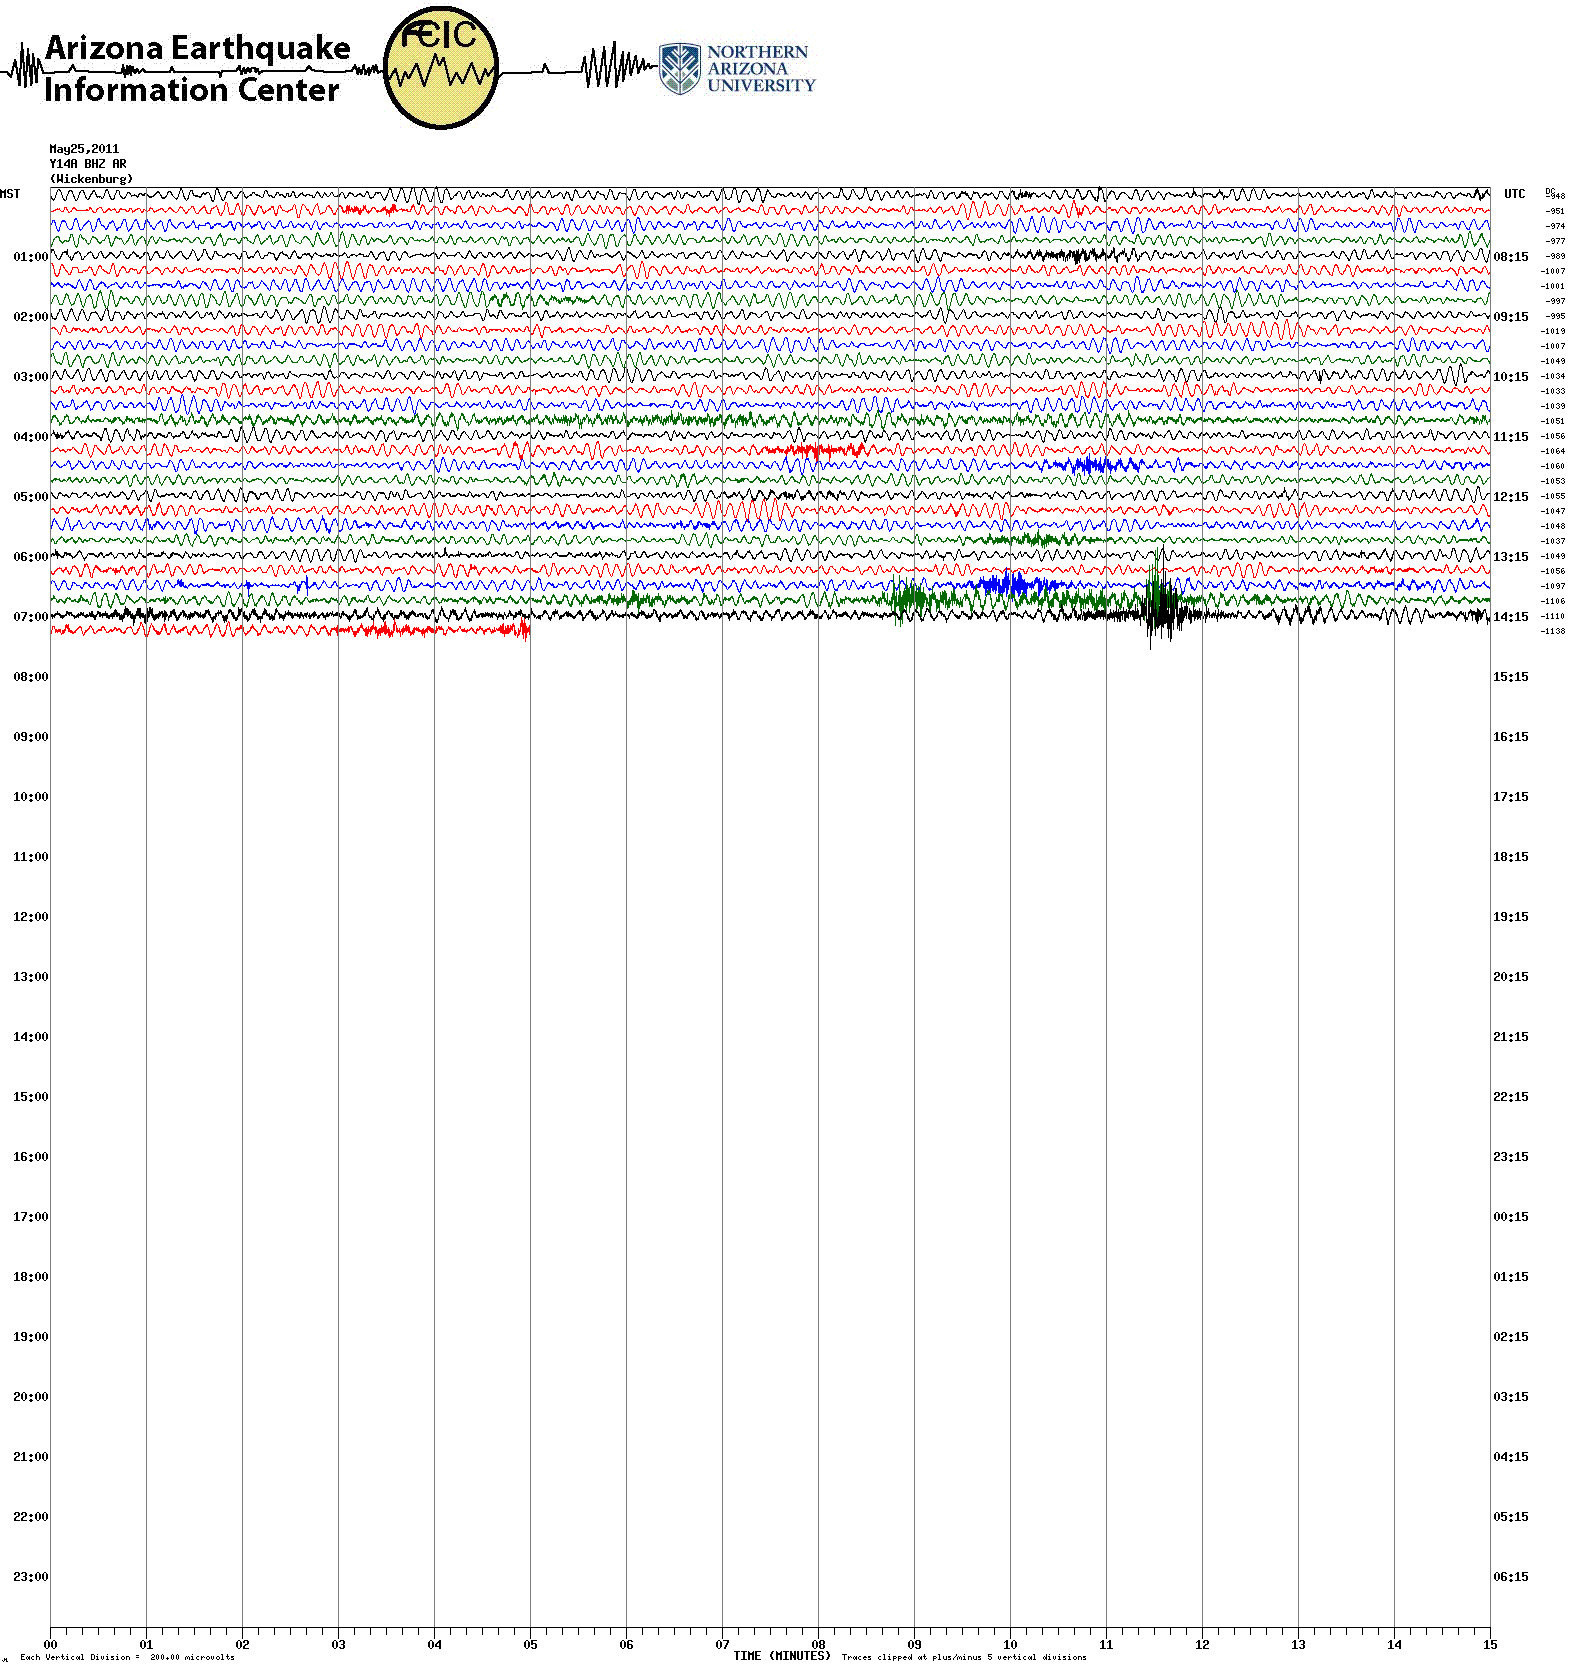 Arizona Earthquake
Information Center
ÆIC
NORTHERN
ARIZONA
UNIVERSITY
May25,2011
Y14A BHZ AR
(Wickenburg)
MST UTC DC
-948
-951
-974
-977
01:00 08:15 -989
-1007
-1001
-997
02:00 09:15 -995
-1019
-1007
-1049
03:00 10:15 -1034
-1033
-1039
-1051
04:00 11:15 -1056
-1064
-1060
-1053
05:00 12:15 -1055
-1047
-1048
-1037
06:00 13:15 -1049
-1056
-1097
-1106
07:00 14:15 -1110
-1138
08:00 15:15
09:00 16:15
10:00 17:15
11:00 18:15
12:00 19:15
13:00 20:15
14:00 21:15
15:00 22:15
16:00 23:15
17:00 00:15
18:00 01:15
19:00 02:15
20:00 03:15
21:00 04:15
22:00 05:15
23:00 06:15
00 01 02 03 04 05 06 07 08 09 10 11 12 13 14 15
TIME (MINUTES)
Each Vertical Division = 200.00 microvolts
Traces clipped at plus/minus 5 vertical divisions